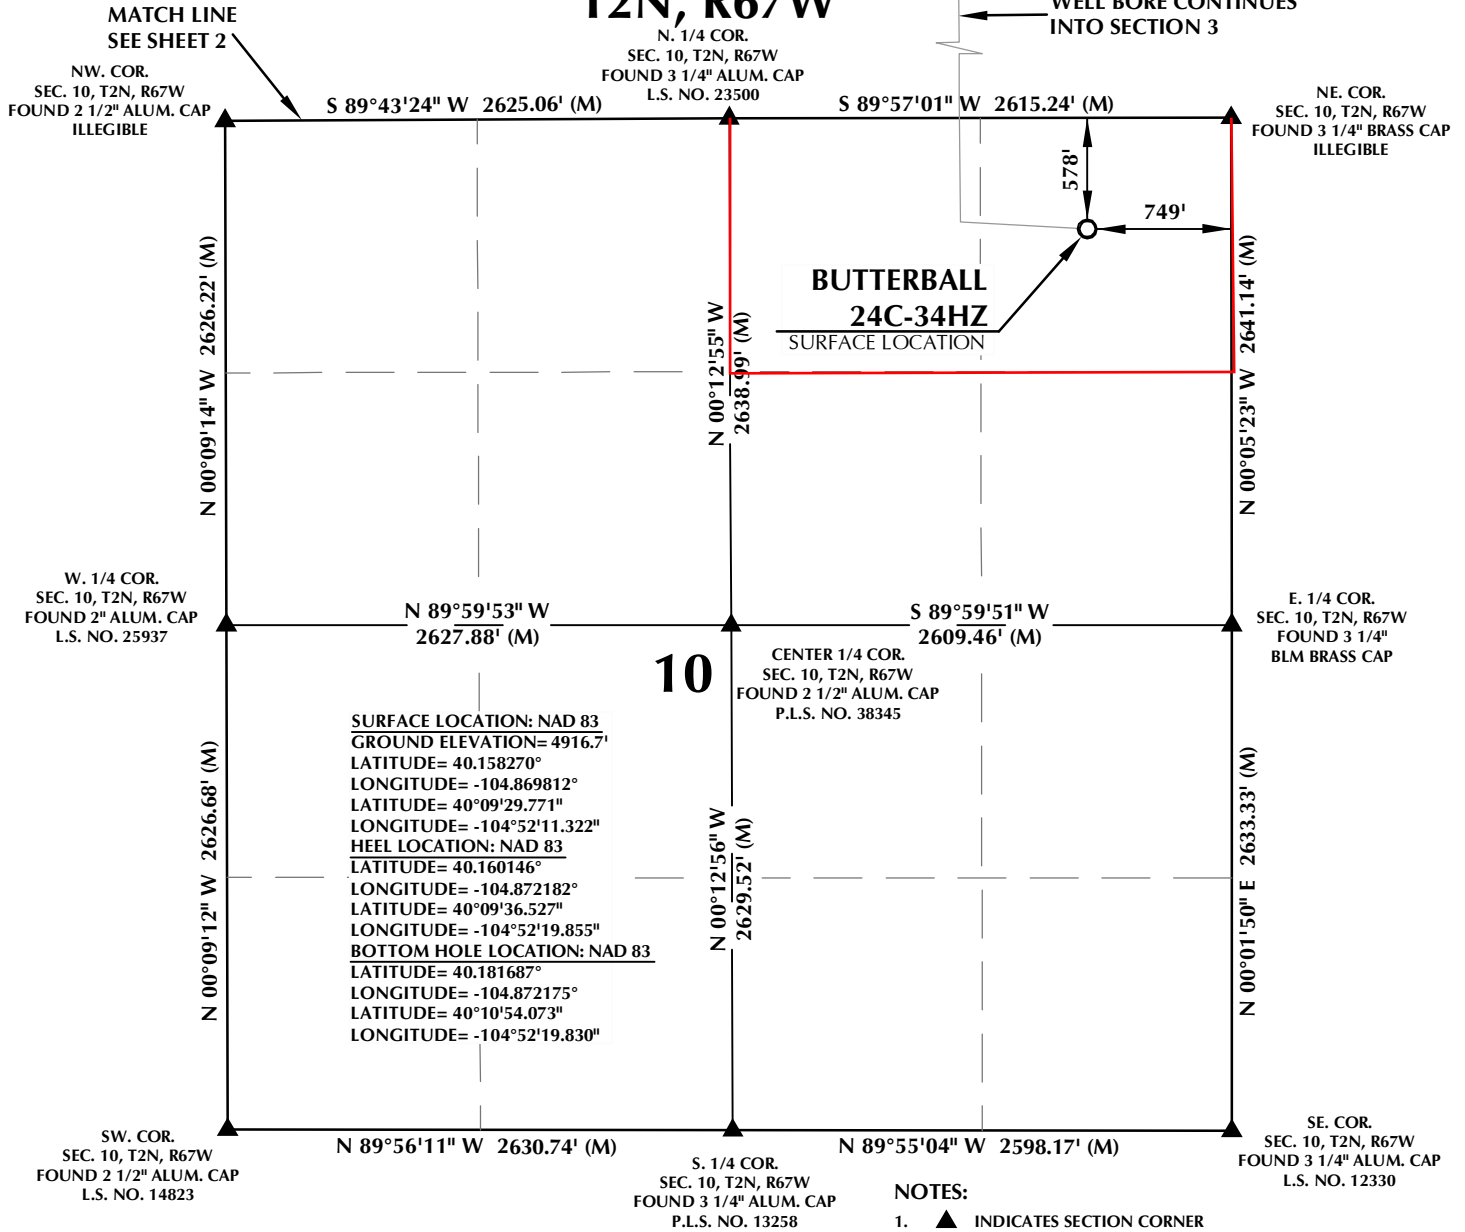 T2N, R67W
MATCH LINE
SEE SHEET 2
WELL BORE CONTINUES
INTO SECTION 3
NW. COR.
SEC. 10, T2N, R67W
FOUND 2 1/2" ALUM. CAP
ILLEGIBLE
N. 1/4 COR.
SEC. 10, T2N, R67W
FOUND 3 1/4" ALUM. CAP
L.S. NO. 23500
NE. COR.
SEC. 10, T2N, R67W
FOUND 3 1/4" BRASS CAP
ILLEGIBLE
S 89°43'24" W 2625.06' (M)
S 89°57'01" W 2615.24' (M)
578'
749'
BUTTERBALL
24C-34HZ
SURFACE LOCATION
N 00°09'14" W 2626.22' (M)
N 00°12'55" W
2638.99' (M)
N 00°05'23" W 2641.14' (M)
W. 1/4 COR.
SEC. 10, T2N, R67W
FOUND 2" ALUM. CAP
L.S. NO. 25937
N 89°59'53" W
2627.88' (M)
S 89°59'51" W
2609.46' (M)
E. 1/4 COR.
SEC. 10, T2N, R67W
FOUND 3 1/4"
BLM BRASS CAP
10
CENTER 1/4 COR.
SEC. 10, T2N, R67W
FOUND 2 1/2" ALUM. CAP
P.L.S. NO. 38345
SURFACE LOCATION: NAD 83
GROUND ELEVATION= 4916.7'
LATITUDE= 40.158270°
LONGITUDE= -104.869812°
LATITUDE= 40°09'29.771"
LONGITUDE= -104°52'11.322"
HEEL LOCATION: NAD 83
LATITUDE= 40.160146°
LONGITUDE= -104.872182°
LATITUDE= 40°09'36.527"
LONGITUDE= -104°52'19.855"
BOTTOM HOLE LOCATION: NAD 83
LATITUDE= 40.181687°
LONGITUDE= -104.872175°
LATITUDE= 40°10'54.073"
LONGITUDE= -104°52'19.830"
N 00°09'12" W 2626.68' (M)
N 00°12'56" W
2629.52' (M)
N 00°01'50" E 2633.33' (M)
SW. COR.
SEC. 10, T2N, R67W
FOUND 2 1/2" ALUM. CAP
L.S. NO. 14823
N 89°56'11" W 2630.74' (M)
N 89°55'04" W 2598.17' (M)
S. 1/4 COR.
SEC. 10, T2N, R67W
FOUND 3 1/4" ALUM. CAP
P.L.S. NO. 13258
SE. COR.
SEC. 10, T2N, R67W
FOUND 3 1/4" ALUM. CAP
L.S. NO. 12330
NOTES:
1. INDICATES SECTION CORNER